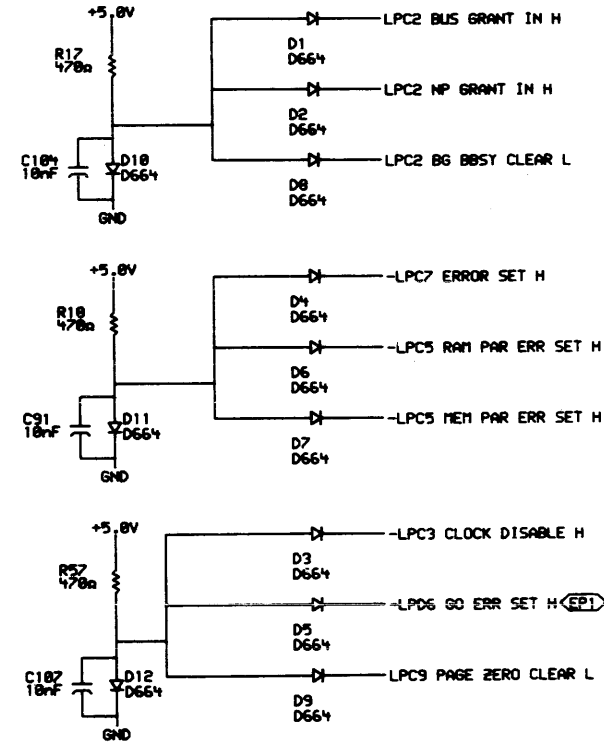 +5.0V
R17
470Ω
C104
10nF
D10
D664
GND
LPC2 BUS GRANT IN H
D1
D664
LPC2 NP GRANT IN H
D2
D664
LPC2 BG BBSY CLEAR L
D8
D664
+5.0V
R18
470Ω
C91
10nF
D11
D664
GND
-LPC7 ERROR SET H
D4
D664
-LPC5 RAM PAR ERR SET H
D6
D664
-LPC5 MEM PAR ERR SET H
D7
D664
+5.0V
R57
470Ω
C107
10nF
D12
D664
GND
-LPC3 CLOCK DISABLE H
D3
D664
-LPD6 GO ERR SET H EP1
D5
D664
LPC9 PAGE ZERO CLEAR L
D9
D664